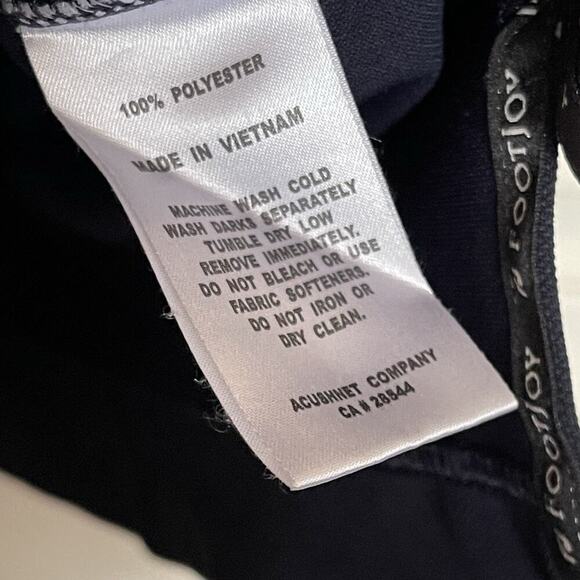 100% POLYESTER
MADE IN VIETNAM
MACHINE WASH COLD
WASH DARKS SEPARATELY
TUMBLE DRY LOW
REMOVE IMMEDIATELY.
DO NOT BLEACH OR USE
FABRIC SOFTENERS.
DO NOT IRON OR
DRY CLEAN.
ACUSHNET COMPANY
CA # 28544
FOOTJOY
FOOTJOY